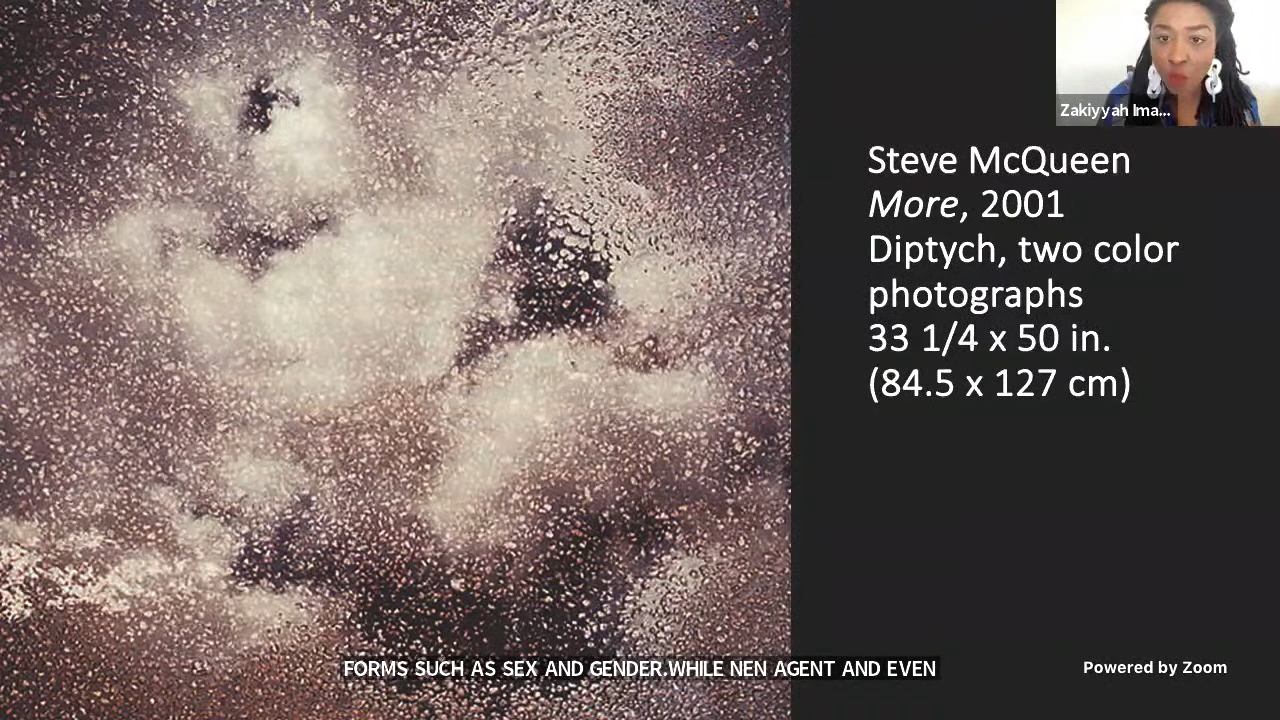 Zakiyyah Ima...
Steve McQueen
More, 2001
Diptych, two color
photographs
33 1/4 x 50 in.
(84.5 x 127 cm)
FORMS SUCH AS SEX AND GENDER.WHILE NEN AGENT AND EVEN
Powered by Zoom